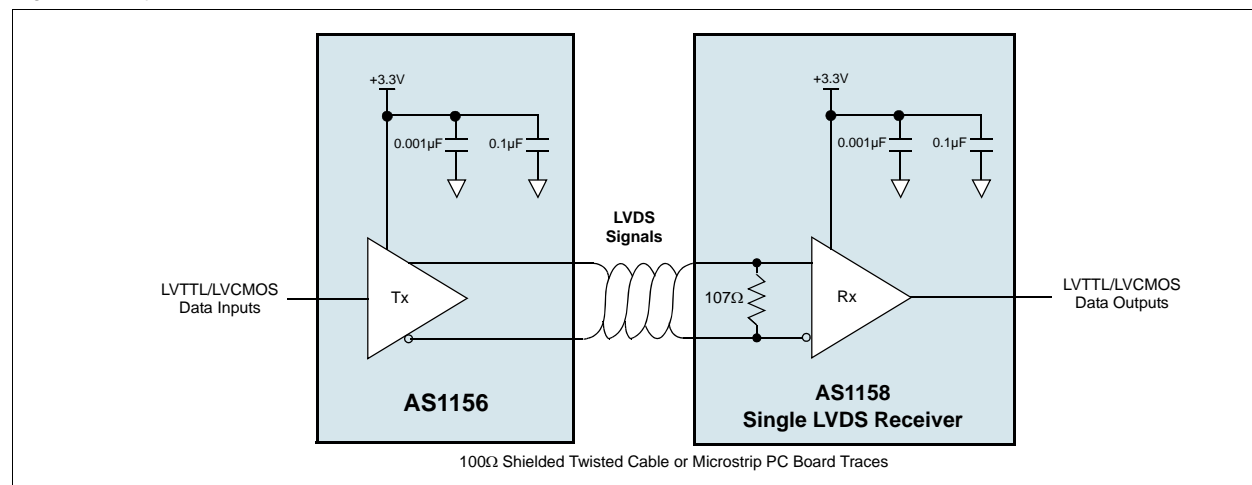 +3.3V
0.001µF
0.1µF
LVTTL/LVCMOS
Data Inputs
Tx
AS1156
LVDS
Signals
+3.3V
0.001µF
0.1µF
107Ω
Rx
AS1158
Single LVDS Receiver
LVTTL/LVCMOS
Data Outputs
100Ω Shielded Twisted Cable or Microstrip PC Board Traces